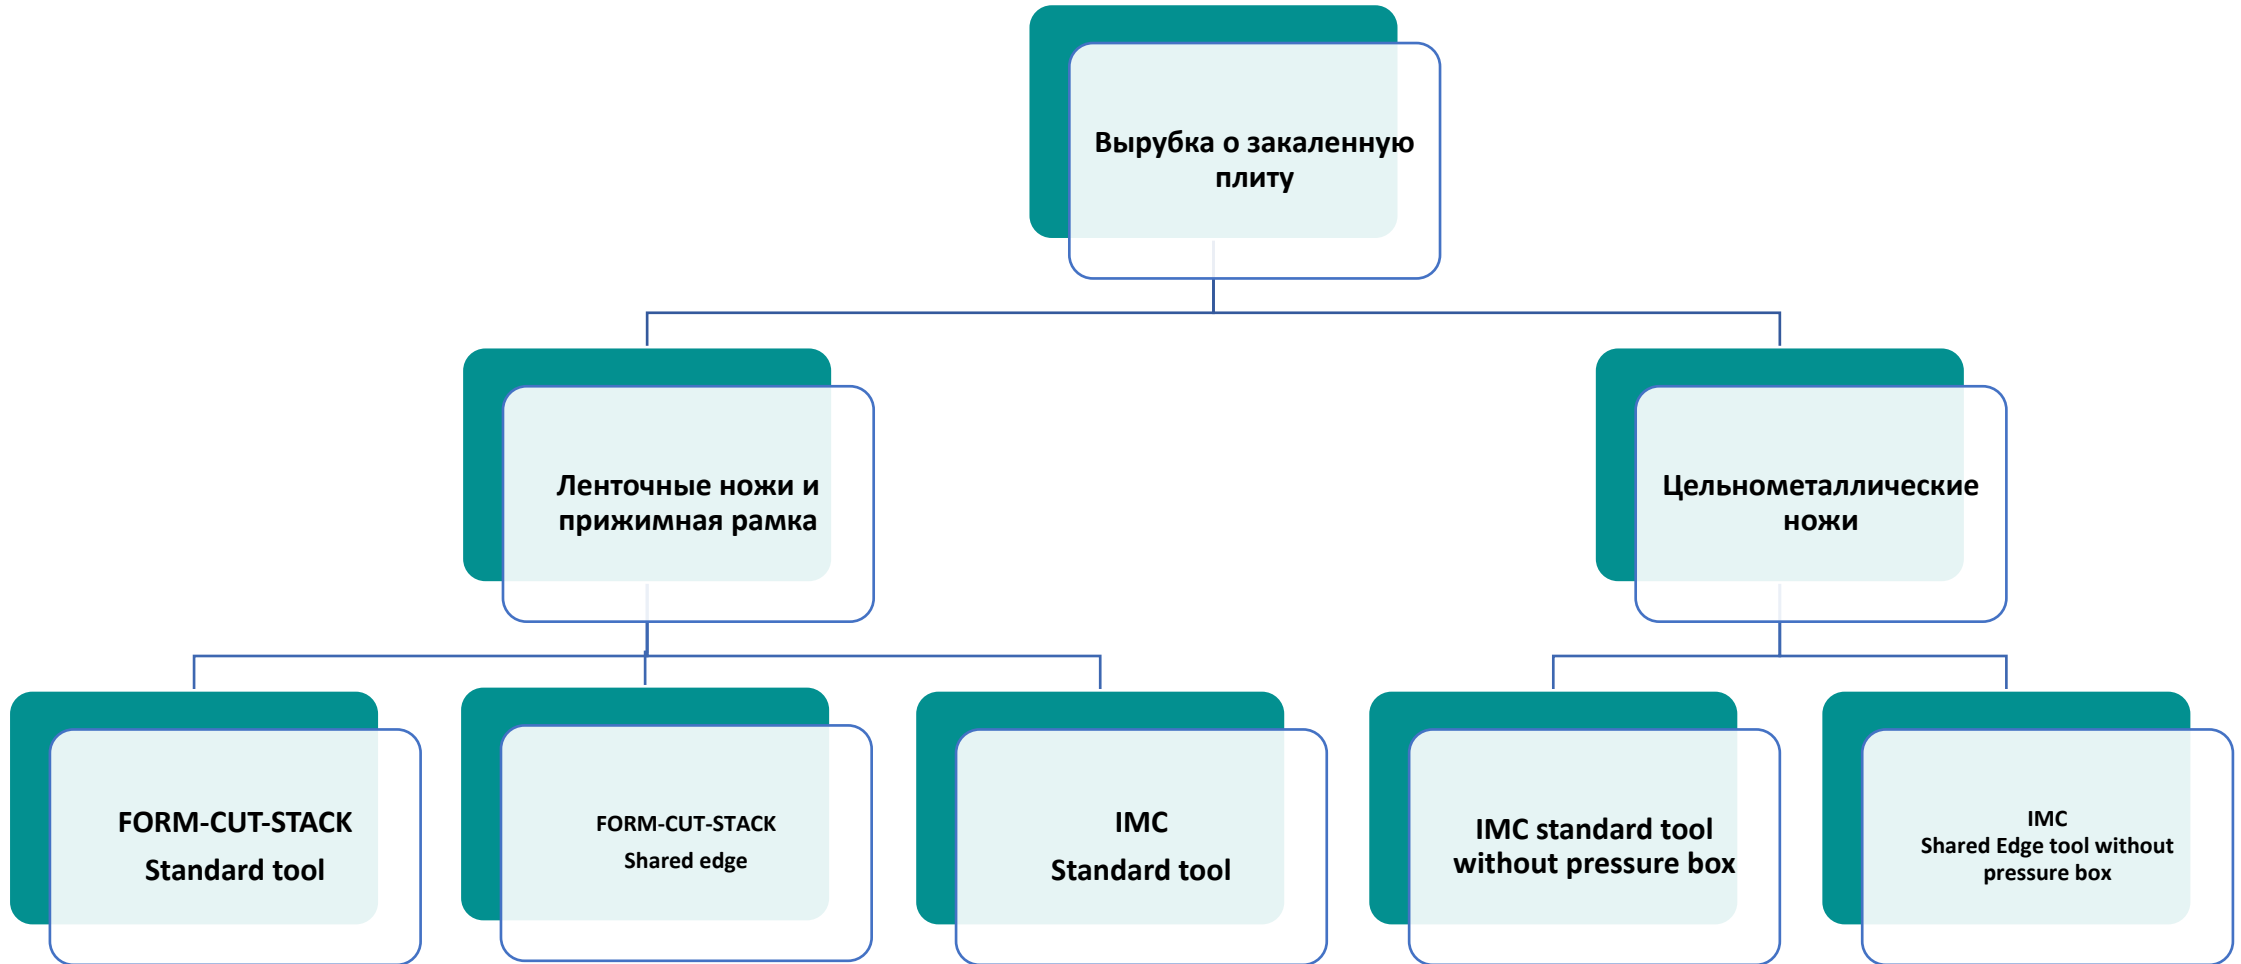 Вырубка о закаленную
плиту
Ленточные ножи и
прижимная рамка
Цельнометаллические
ножи
FORM-CUT-STACK
Standard tool
FORM-CUT-STACK
Shared edge
IMC
Standard tool
IMC standard tool
without pressure box
IMC
Shared Edge tool without
pressure box